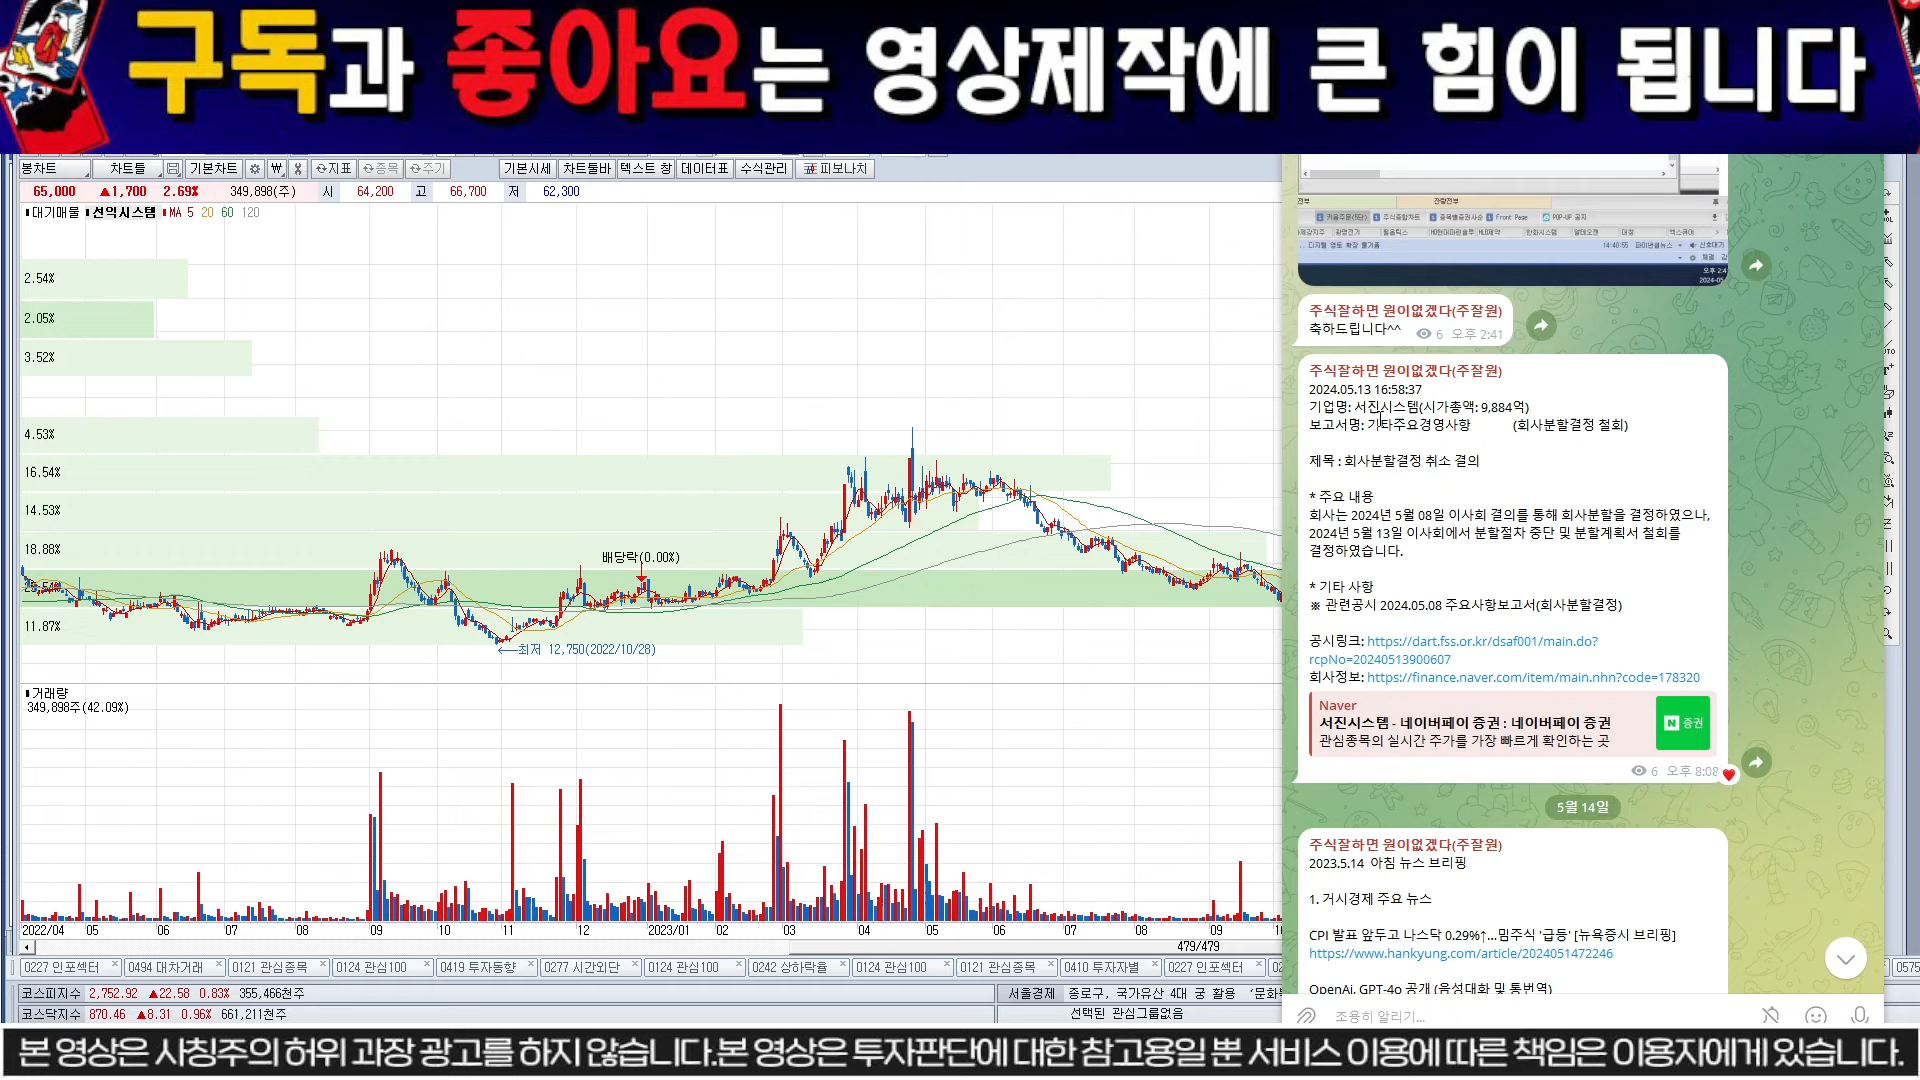 구독과 좋아요는 영상제작에 큰 힘이 됩니다
봉차트 차트툴 기본차트 지표 종목 주기 기본시세 차트툴바 텍스트 창 데이터표 수식관리 피보나치
65,000 ▲1,700 2.69% 349,898(주) 시 64,200 고 66,700 저 62,300
대기매물 선익시스템 MA 5 20 60 120
2.54%
2.05%
3.52%
4.53%
16.54%
14.53%
18.88%
배당락(0.00%)
11.87%
←최저 12,750(2022/10/28)
거래량
349,898주(42.09%)
2022/04 05 06 07 08 09 10 11 12 2023/01 02 03 04 05 06 07 08 09
479/479
0227 인포섹터 0494 대차거래 0121 관심종목 0124 관심100 0419 투자동향 0277 시간외단 0124 관심100 0242 상하락율 0124 관심100 0121 관심종목 0410 투자자별 0227 인포섹터
코스피지수 2,752.92 ▲22.58 0.83% 355,466천주 서울경제 종로구, 국가유산 4대 궁 활용
코스닥지수 870.46 ▲8.31 0.96% 661,211천주 선택된 관심그룹없음
주식잘하면 원이없겠다(주잘원)
축하드립니다^^ 6 오후 2:41
주식잘하면 원이없겠다(주잘원)
2024.05.13 16:58:37
기업명: 서진시스템(시가총액: 9,884억)
보고서명: 기타주요경영사항 (회사분할결정 철회)
제목 : 회사분할결정 취소 결의
* 주요 내용
회사는 2024년 5월 08일 이사회 결의를 통해 회사분할을 결정하였으나,
2024년 5월 13일 이사회에서 분할절차 중단 및 분할계획서 철회를
결정하였습니다.
* 기타 사항
※ 관련공시 2024.05.08 주요사항보고서(회사분할결정)
공시링크: https://dart.fss.or.kr/dsaf001/main.do?
rcpNo=20240513900607
회사정보: https://finance.naver.com/item/main.nhn?code=178320
Naver
서진시스템 - 네이버페이 증권 : 네이버페이 증권
관심종목의 실시간 주가를 가장 빠르게 확인하는 곳
N 증권
6 오후 8:08
5월 14일
주식잘하면 원이없겠다(주잘원)
2023.5.14 아침 뉴스 브리핑
1. 거시경제 주요 뉴스
CPI 발표 앞두고 나스닥 0.29%↑...밈주식 '급등' [뉴욕증시 브리핑]
https://www.hankyung.com/article/2024051472246
OpenAi, GPT-4o 공개 (음성대화 및 통번역)
조용히 알리기...
본 영상은 사칭주의 허위 과장 광고를 하지 않습니다.본 영상은 투자판단에 대한 참고용일 뿐 서비스 이용에 따른 책임은 이용자에게 있습니다.